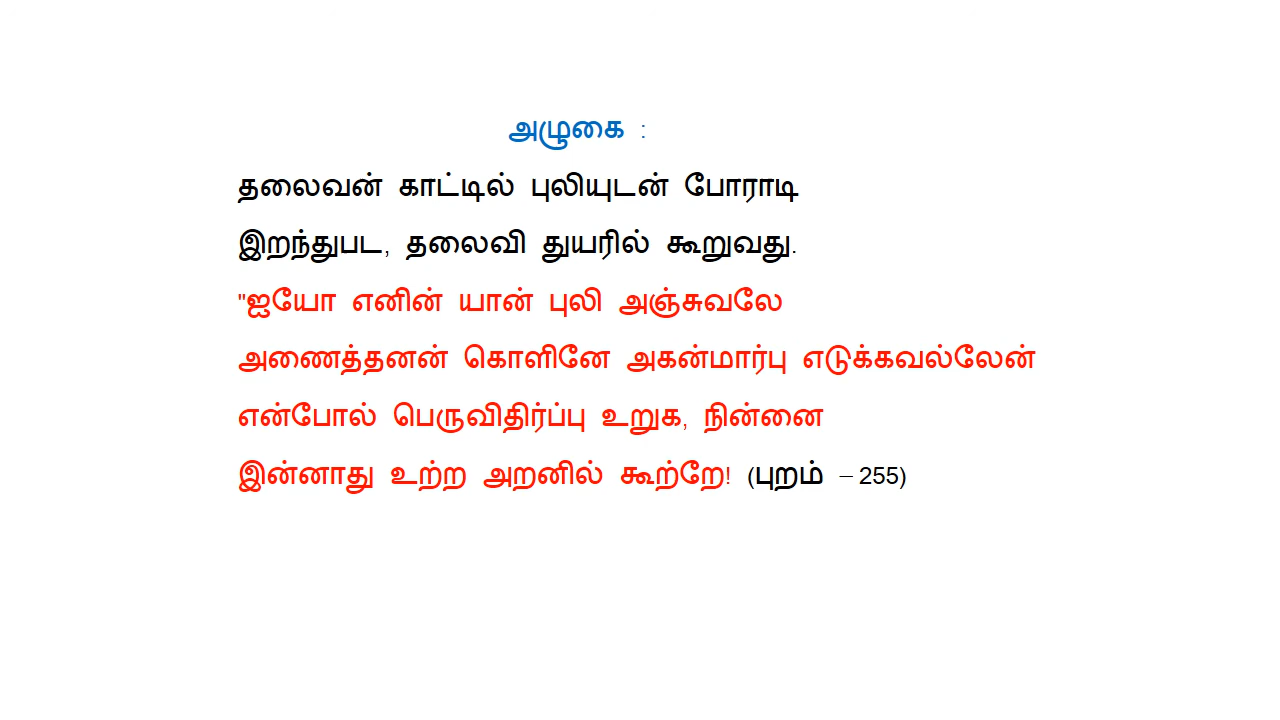 அழுகை :
தலைவன் காட்டில் புலியுடன் போராடி
இறந்துபட, தலைவி துயரில் கூறுவது.
"ஐயோ எனின் யான் புலி அஞ்சுவலே
அணைத்தனன் கொளினே அகன்மார்பு எடுக்கவல்லேன்
என்போல் பெருவிதிர்ப்பு உறுக, நின்னை
இன்னாது உற்ற அறனில் கூற்றே! (புறம் – 255)